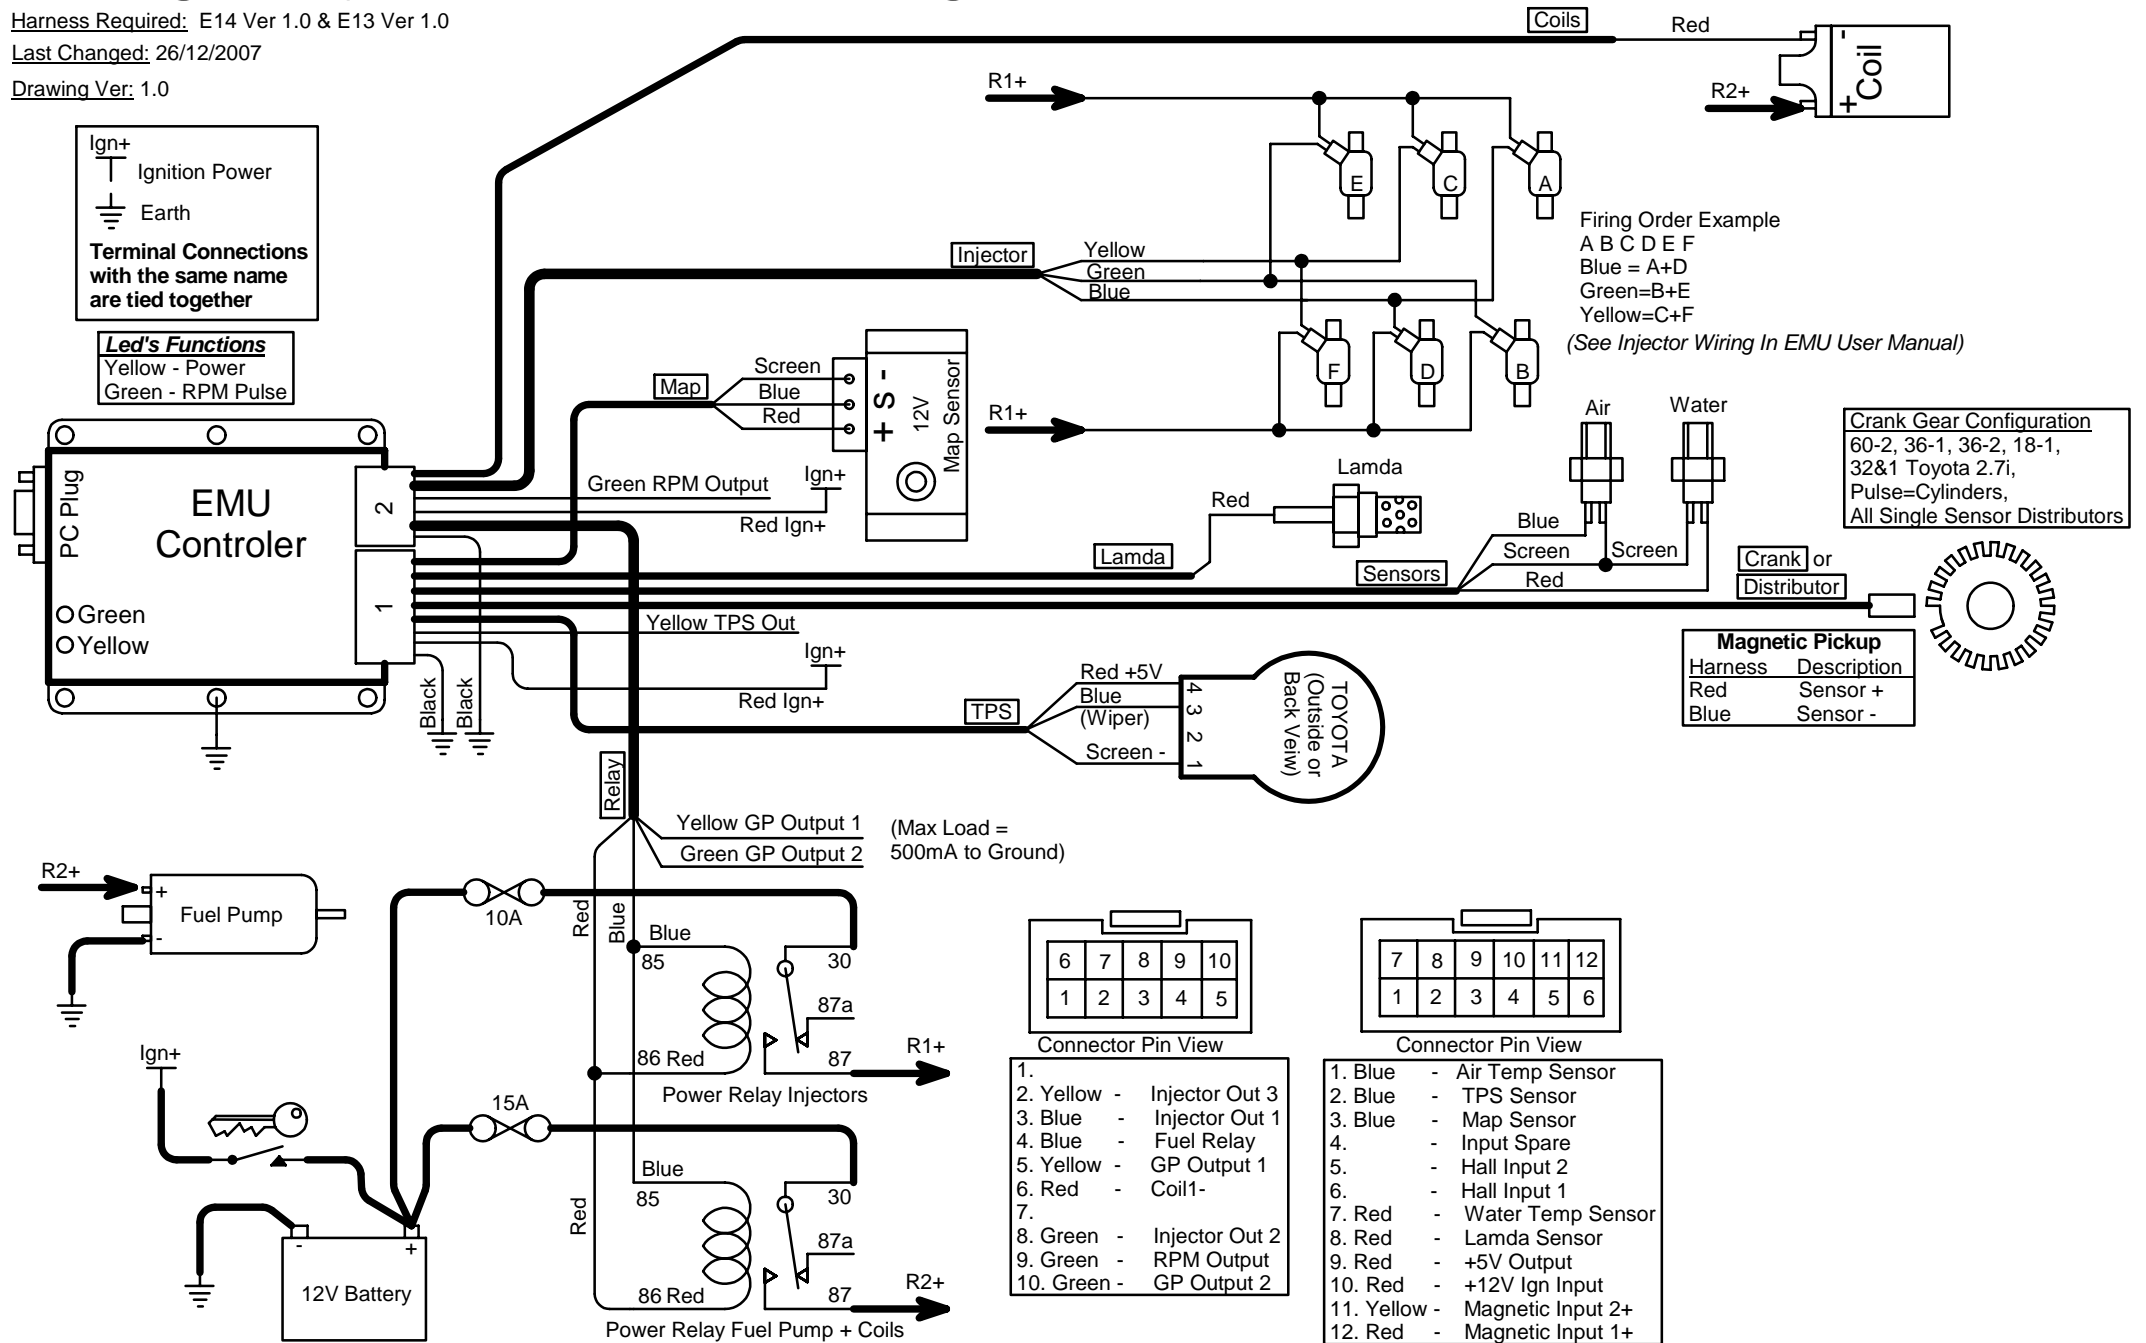 Harness Required: E14 Ver 1.0 & E13 Ver 1.0
Last Changed: 26/12/2007
Drawing Ver: 1.0
Ign+
Ignition Power
Earth
Terminal Connections
with the same name
are tied together
Led's Functions
Yellow - Power
Green - RPM Pulse
Coils
Red
R2+
- 
+
Coil
R1+
E
C
A
Injector
Yellow
Green
Blue
Firing Order Example
A B C D E F
Blue = A+D
Green=B+E
Yellow=C+F
(See Injector Wiring In EMU User Manual)
F
D
B
R1+
Map
Screen
Blue
Red
+ S -
12V
Map Sensor
PC Plug
EMU
Controler
Green
Yellow
2
1
Green RPM Output
Ign+
Red Ign+
Lamda
Red
Lamda
Air
Water
Sensors
Blue
Screen
Screen
Red
Crank Gear Configuration
60-2, 36-1, 36-2, 18-1,
32&1 Toyota 2.7i,
Pulse=Cylinders,
All Single Sensor Distributors
Crank or
Distributor
Magnetic Pickup
Harness Description
Red Sensor +
Blue Sensor -
Yellow TPS Out
Ign+
Red Ign+
Black
Black
TPS
Red +5V
Blue
(Wiper)
Screen -
4
3
2
1
TOYOTA
(Outside or
Back Veiw)
Relay
Yellow GP Output 1
Green GP Output 2
(Max Load =
500mA to Ground)
R2+
+
-
Fuel Pump
10A
Red
Blue
Blue
85
30
87a
86 Red
87
R1+
Power Relay Injectors
Ign+
15A
Red
Blue
85
30
87a
86 Red
87
R2+
Power Relay Fuel Pump + Coils
- +
12V Battery
6 7 8 9 10
1 2 3 4 5
Connector Pin View
1.
2. Yellow - Injector Out 3
3. Blue - Injector Out 1
4. Blue - Fuel Relay
5. Yellow - GP Output 1
6. Red - Coil1-
7.
8. Green - Injector Out 2
9. Green - RPM Output
10. Green - GP Output 2
7 8 9 10 11 12
1 2 3 4 5 6
Connector Pin View
1. Blue - Air Temp Sensor
2. Blue - TPS Sensor
3. Blue - Map Sensor
4. - Input Spare
5. - Hall Input 2
6. - Hall Input 1
7. Red - Water Temp Sensor
8. Red - Lamda Sensor
9. Red - +5V Output
10. Red - +12V Ign Input
11. Yellow - Magnetic Input 2+
12. Red - Magnetic Input 1+